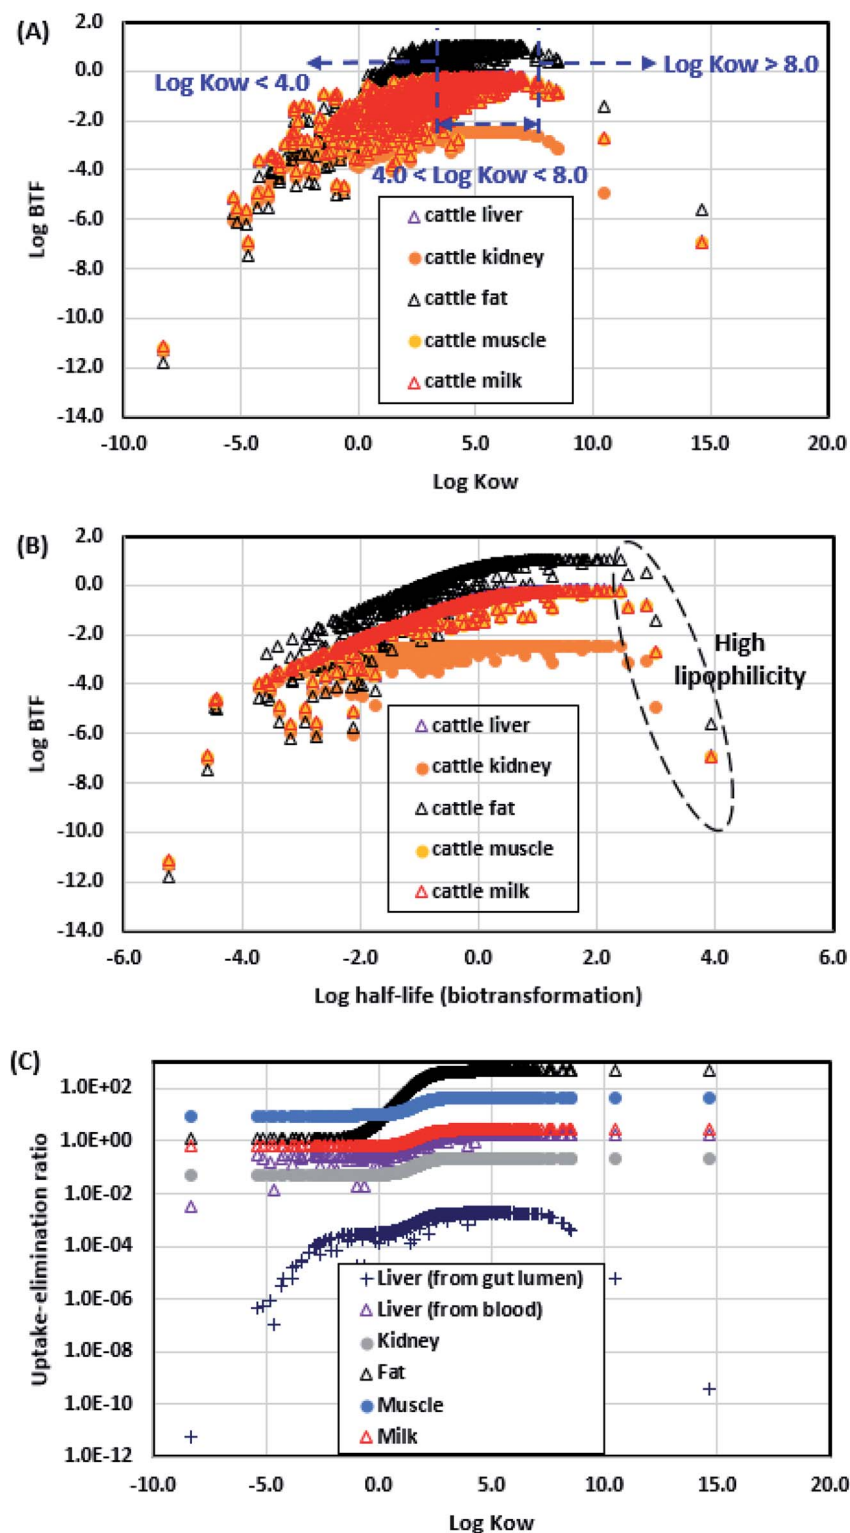 (A)
2.0
0.0
-2.0
-4.0
-6.0
-8.0
-10.0
-12.0
-14.0
Log BTF
Log Kow < 4.0
Log Kow > 8.0
4.0 < Log Kow < 8.0
cattle liver
cattle kidney
cattle fat
cattle muscle
cattle milk
-10.0 -5.0 0.0 5.0 10.0 15.0 20.0
Log Kow
(B)
2.0
0.0
-2.0
-4.0
-6.0
-8.0
-10.0
-12.0
-14.0
Log BTF
High
lipophilicity
cattle liver
cattle kidney
cattle fat
cattle muscle
cattle milk
-6.0 -4.0 -2.0 0.0 2.0 4.0 6.0
Log half-life (biotransformation)
(C)
1.0E+02
1.0E+00
1.0E-02
1.0E-04
1.0E-06
1.0E-08
1.0E-10
1.0E-12
Uptake-elimination ratio
Liver (from gut lumen)
Liver (from blood)
Kidney
Fat
Muscle
Milk
-10.0 -5.0 0.0 5.0 10.0 15.0 20.0
Log Kow